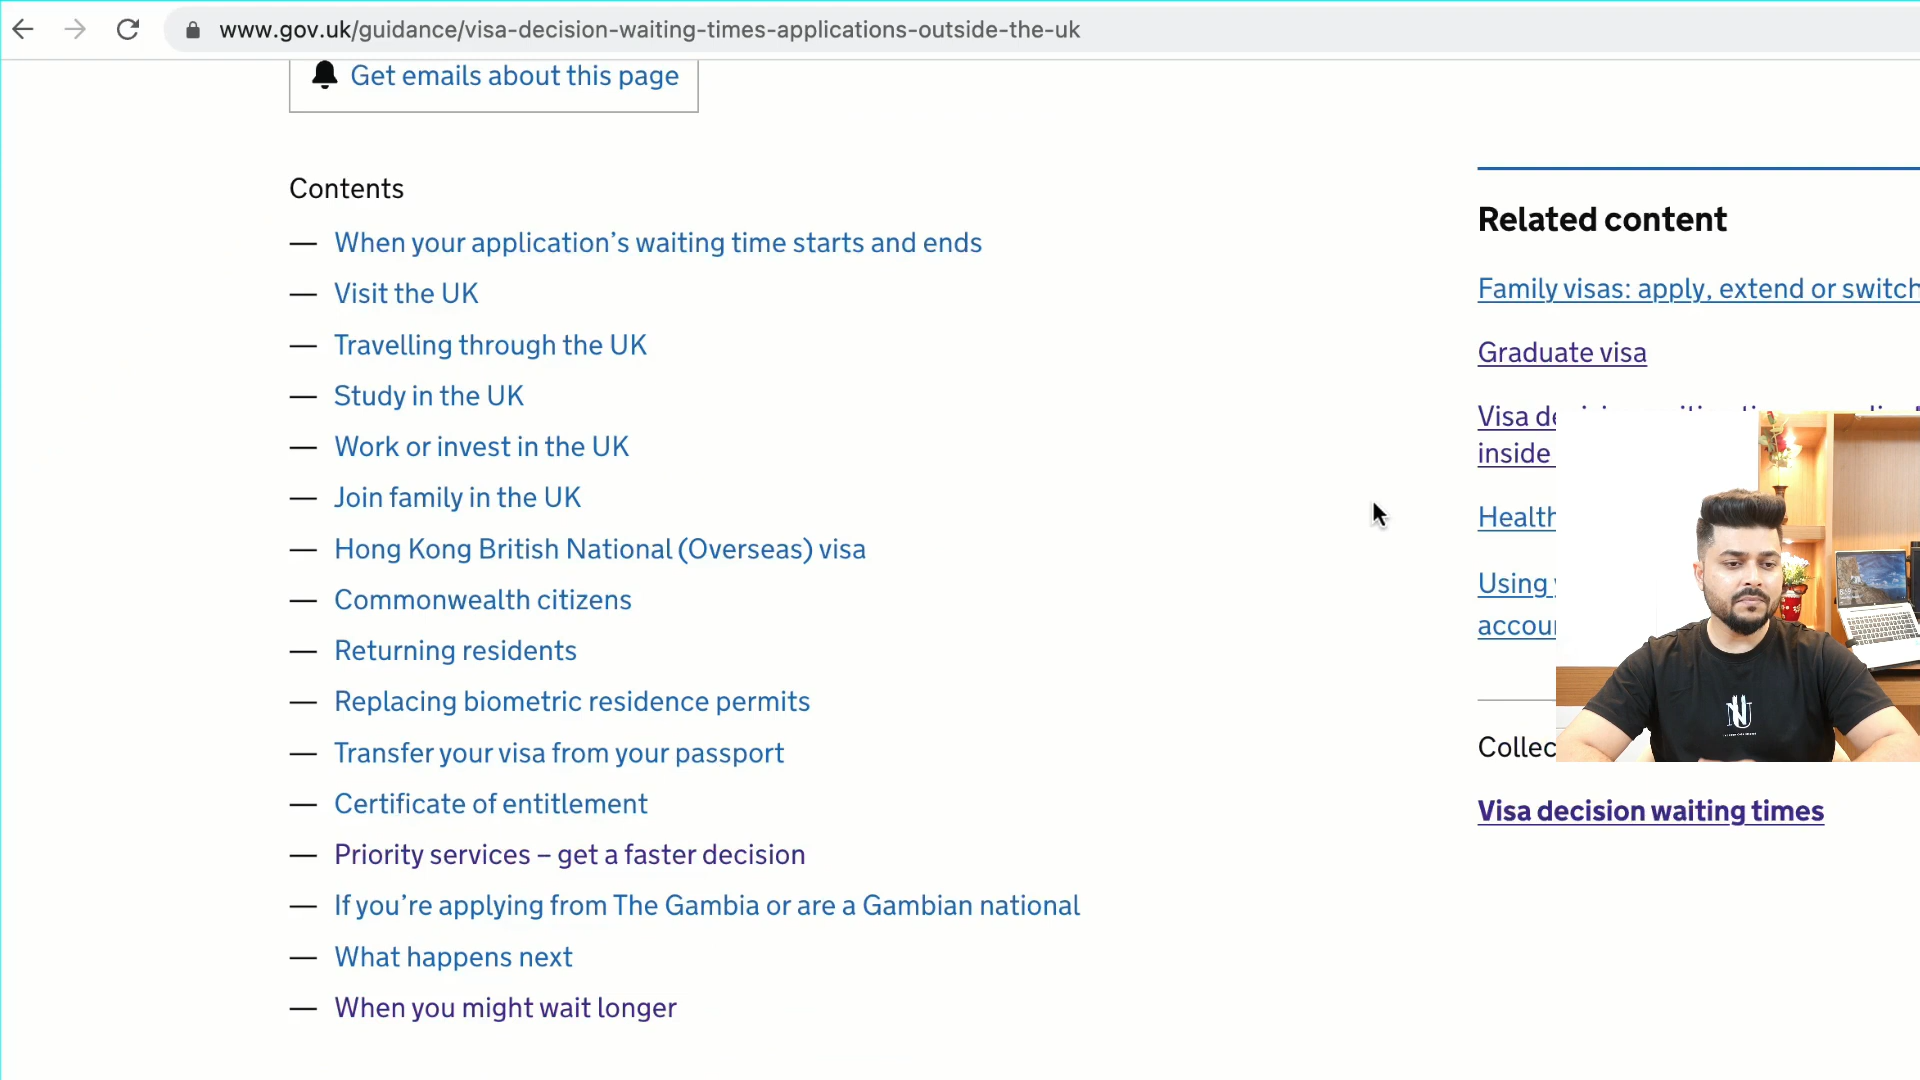 www.gov.uk/guidance/visa-decision-waiting-times-applications-outside-the-uk
Get emails about this page
Contents
— When your application's waiting time starts and ends
— Visit the UK
— Travelling through the UK
— Study in the UK
— Work or invest in the UK
— Join family in the UK
— Hong Kong British National (Overseas) visa
— Commonwealth citizens
— Returning residents
— Replacing biometric residence permits
— Transfer your visa from your passport
— Certificate of entitlement
— Priority services – get a faster decision
— If you're applying from The Gambia or are a Gambian national
— What happens next
— When you might wait longer
Related content
Family visas: apply, extend or switch
Graduate visa
Visa
inside
Health
Using
Visa decision waiting times